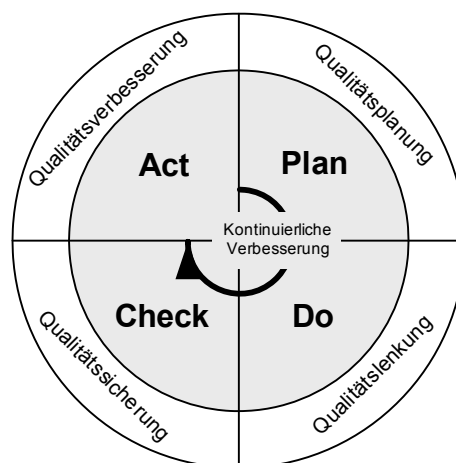 Qualitätsverbesserung
Qualitätsplanung
Act
Plan
Kontinuierliche
Verbesserung
Check
Do
Qualitätssicherung
Qualitätslenkung